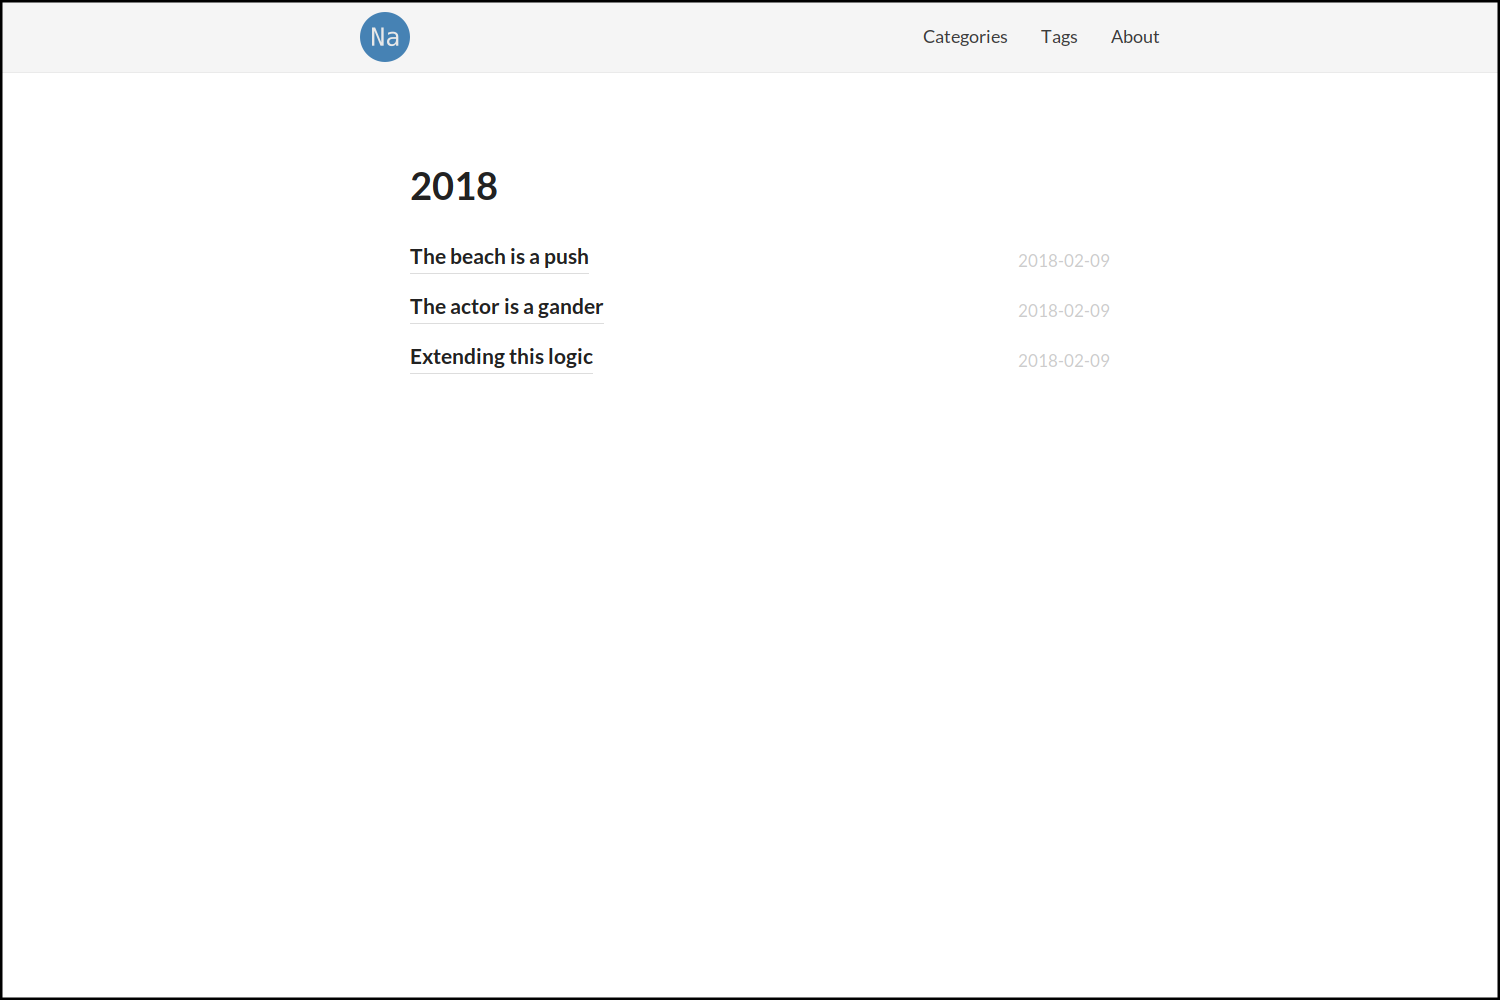 Na
Categories Tags About
2018
The beach is a push 2018-02-09
The actor is a gander 2018-02-09
Extending this logic 2018-02-09